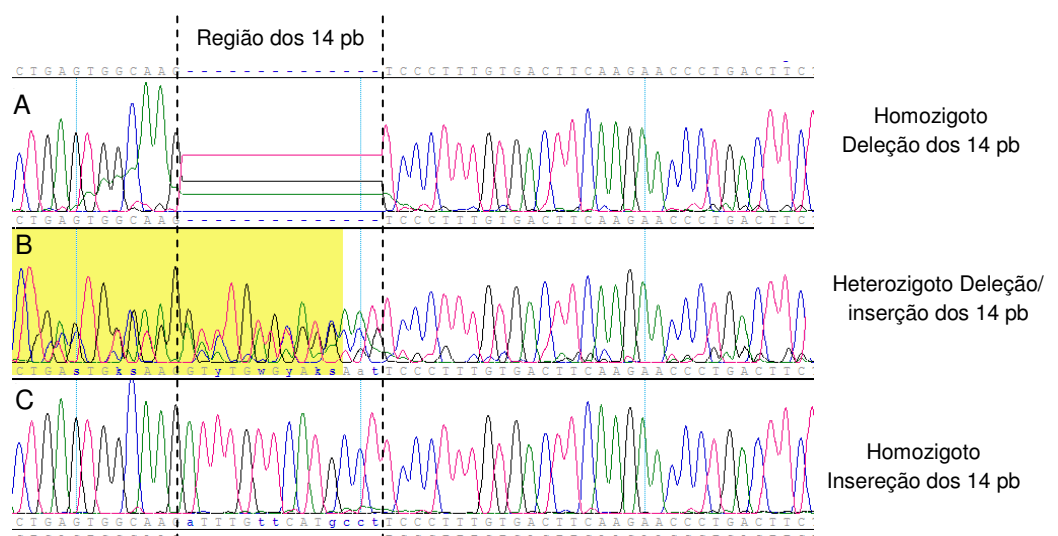 Região dos 14 pb
CTGAGTGGCAAG--------------TCCCTTTGTGACTTCAAGAACCCTGACTTC
A
Homozigoto
Deleção dos 14 pb
CTGAGTGGCAAG--------------TCCCTTTGTGACTTCAAGAACCCTGACTTC
B
Heterozigoto Deleção/
inserção dos 14 pb
CTGAsTGksAAGGTyTGwGyAksAatTCCCTTTGTGACTTCAAGAACCCTGACTTC
C
Homozigoto
Insereção dos 14 pb
CTGAGTGGCAAGaTTTGttCATgcctTCCCTTTGTGACTTCAAGAACCCTGACTTC